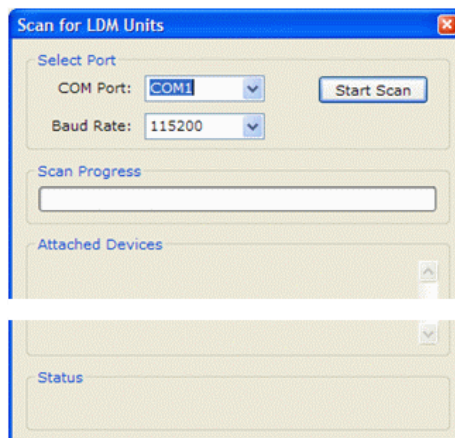 Scan for LDM Units
Select Port
COM Port: COM1 Start Scan
Baud Rate: 115200
Scan Progress
Attached Devices
Status